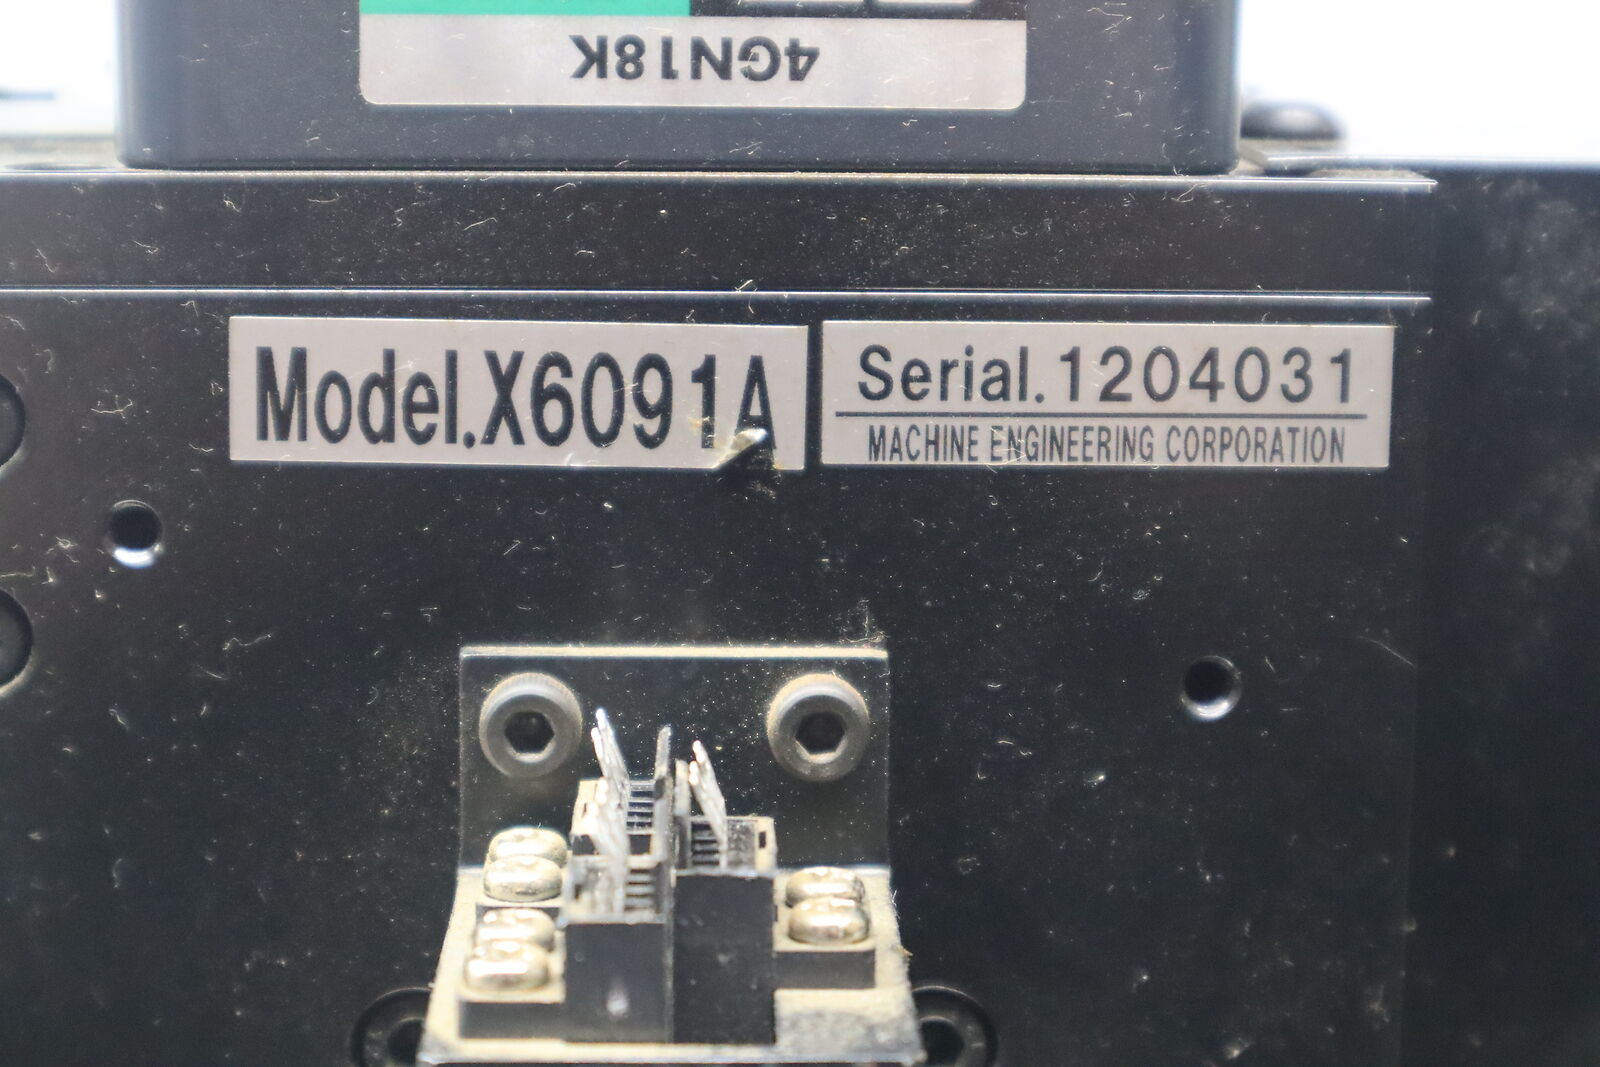 4GN18K
Model.X6091A
Serial.1204031
MACHINE ENGINEERING CORPORATION